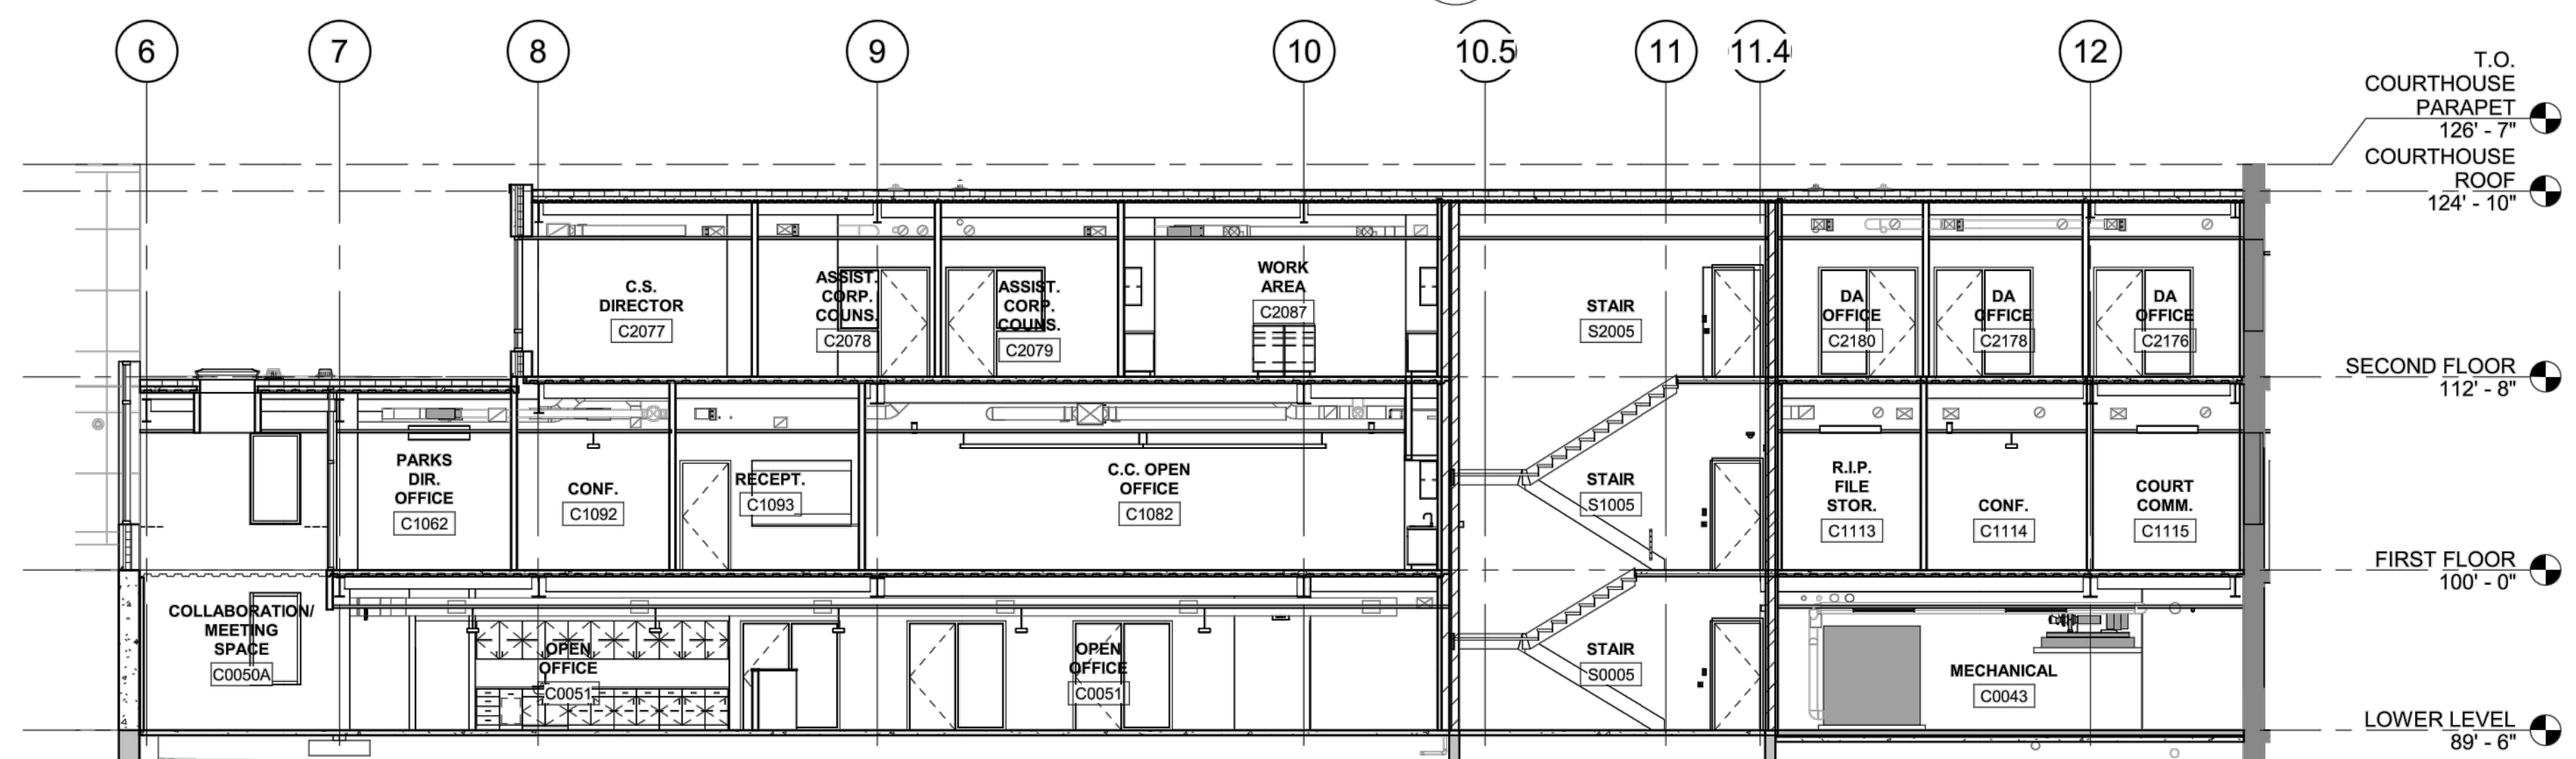 6 7 8 9 10 10.5 11 11.4 12
T.O.
COURTHOUSE
PARAPET
126' - 7"
COURTHOUSE
ROOF
124' - 10"
C.S.
DIRECTOR
C2077
ASSIST.
CORP.
COUNS.
C2078
ASSIST.
CORP.
COUNS.
C2079
WORK
AREA
C2087
STAIR
S2005
DA
OFFICE
C2180
DA
OFFICE
C2178
DA
OFFICE
C2176
SECOND FLOOR
112' - 8"
PARKS
DIR.
OFFICE
C1062
CONF.
C1092
RECEPT.
C1093
C.C. OPEN
OFFICE
C1082
STAIR
S1005
R.I.P.
FILE
STOR.
C1113
CONF.
C1114
COURT
COMM.
C1115
FIRST FLOOR
100' - 0"
COLLABORATION/
MEETING
SPACE
C0050A
OPEN
OFFICE
C0051
OPEN
OFFICE
C0051
STAIR
S0005
MECHANICAL
C0043
LOWER LEVEL
89' - 6"